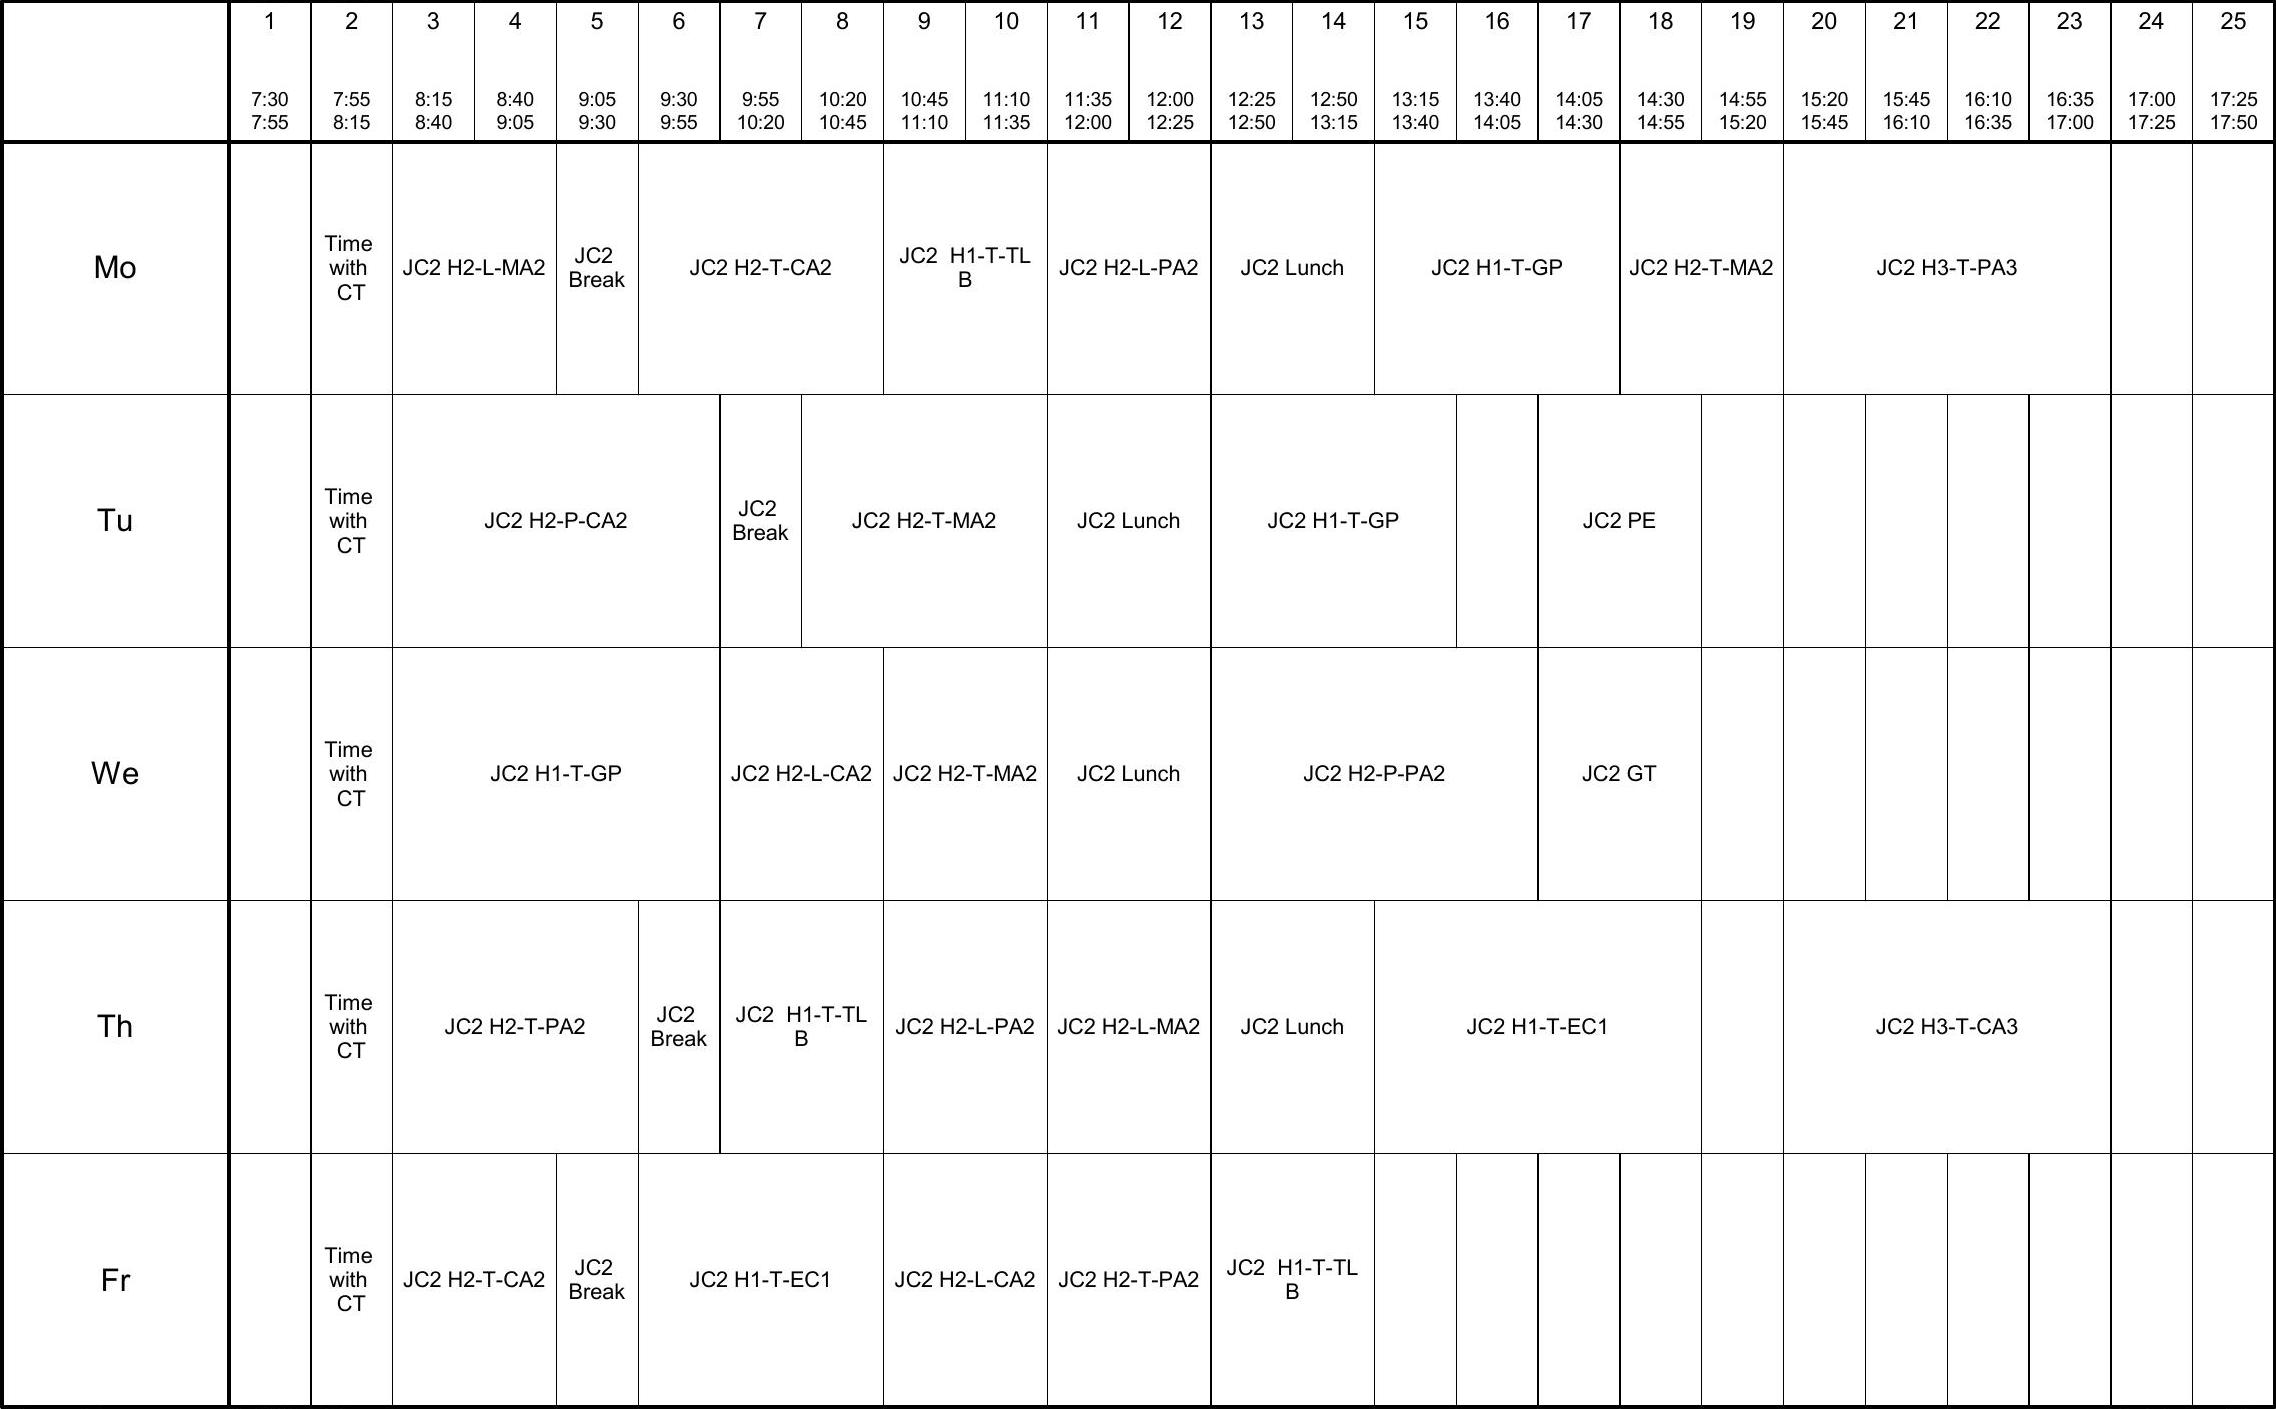 1 2 3 4 5 6 7 8 9 10 11 12 13 14 15 16 17 18 19 20 21 22 23 24 25
7:30 7:55 8:15 8:40 9:05 9:30 9:55 10:20 10:45 11:10 11:35 12:00 12:25 12:50 13:15 13:40 14:05 14:30 14:55 15:20 15:45 16:10 16:35 17:00 17:25
7:55 8:15 8:40 9:05 9:30 9:55 10:20 10:45 11:10 11:35 12:00 12:25 12:50 13:15 13:40 14:05 14:30 14:55 15:20 15:45 16:10 16:35 17:00 17:25 17:50
Mo
Time
with
CT
JC2 H2-L-MA2
JC2
Break
JC2 H2-T-CA2
JC2 H1-T-TL
B
JC2 H2-L-PA2
JC2 Lunch
JC2 H1-T-GP
JC2 H2-T-MA2
JC2 H3-T-PA3
Tu
Time
with
CT
JC2 H2-P-CA2
JC2
Break
JC2 H2-T-MA2
JC2 Lunch
JC2 H1-T-GP
JC2 PE
We
Time
with
CT
JC2 H1-T-GP
JC2 H2-L-CA2
JC2 H2-T-MA2
JC2 Lunch
JC2 H2-P-PA2
JC2 GT
Th
Time
with
CT
JC2 H2-T-PA2
JC2
Break
JC2 H1-T-TL
B
JC2 H2-L-PA2
JC2 H2-L-MA2
JC2 Lunch
JC2 H1-T-EC1
JC2 H3-T-CA3
Fr
Time
with
CT
JC2 H2-T-CA2
JC2
Break
JC2 H1-T-EC1
JC2 H2-L-CA2
JC2 H2-T-PA2
JC2 H1-T-TL
B